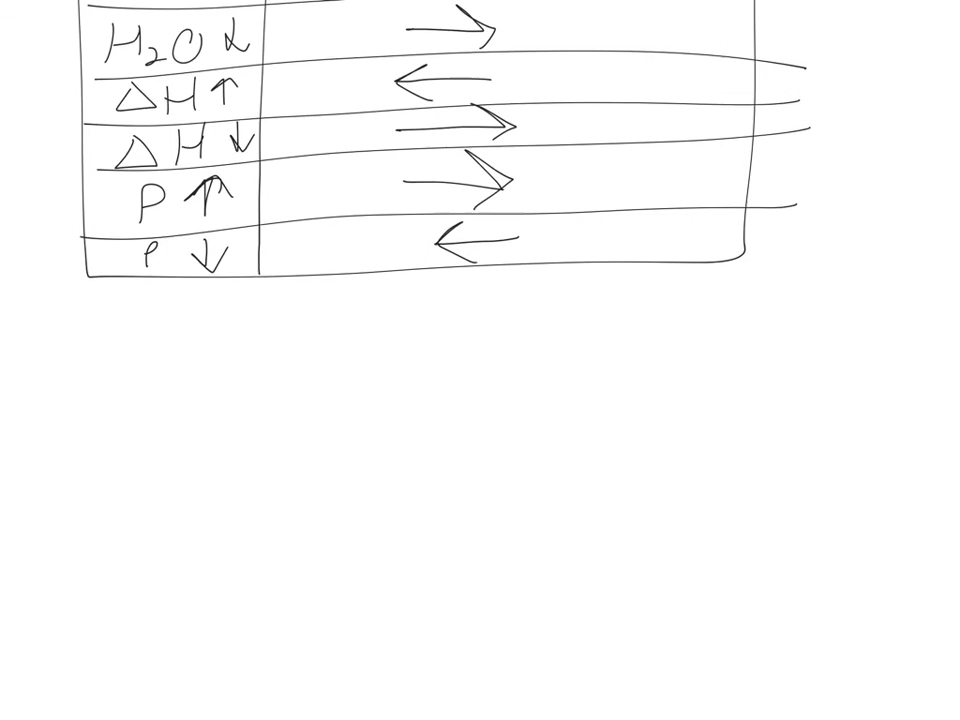 H₂O ↓ →
ΔH ↑ ←
ΔH ↓ →
P ↑ →
P ↓ ←